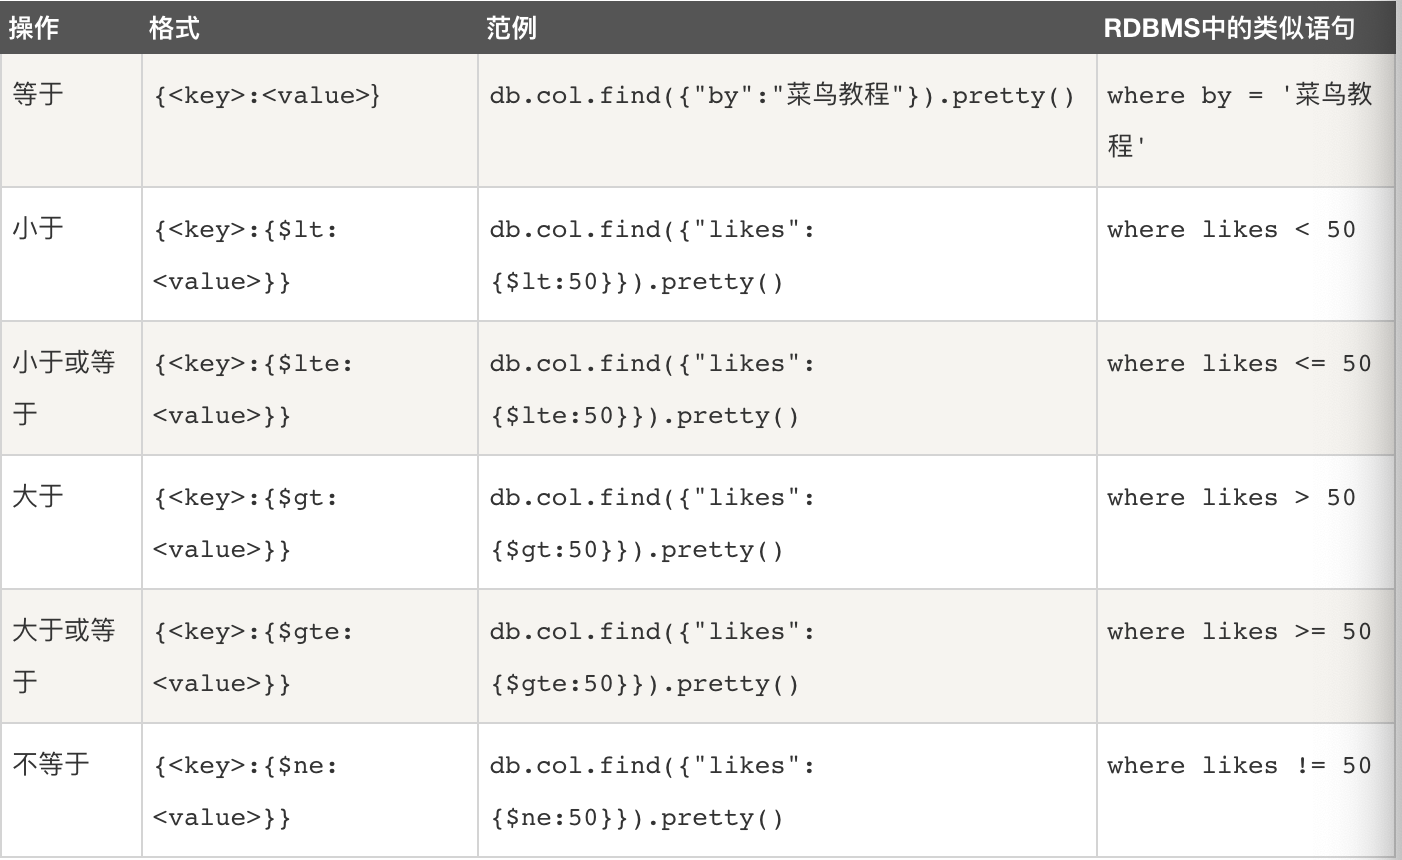 操作 格式 范例 RDBMS中的类似语句
等于 {<key>:<value>} db.col.find({"by":"菜鸟教程"}).pretty() where by = '菜鸟教
程'
小于 {<key>:{$lt: db.col.find({"likes": where likes < 50
<value>}} {$lt:50}}).pretty()
小于或等 {<key>:{$lte: db.col.find({"likes": where likes <= 50
于 <value>}} {$lte:50}}).pretty()
大于 {<key>:{$gt: db.col.find({"likes": where likes > 50
<value>}} {$gt:50}}).pretty()
大于或等 {<key>:{$gte: db.col.find({"likes": where likes >= 50
于 <value>}} {$gte:50}}).pretty()
不等于 {<key>:{$ne: db.col.find({"likes": where likes != 50
<value>}} {$ne:50}}).pretty()